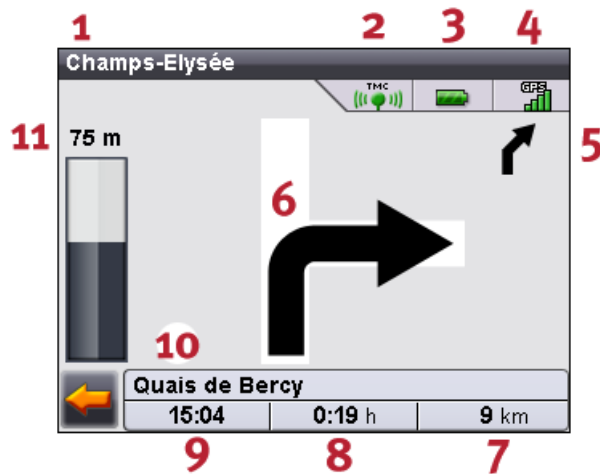 1 2 3 4
Champs-Elysée
TMC GPS
11 75 m 5
6
10
Quais de Bercy
15:04 0:19 h 9 km
9 8 7